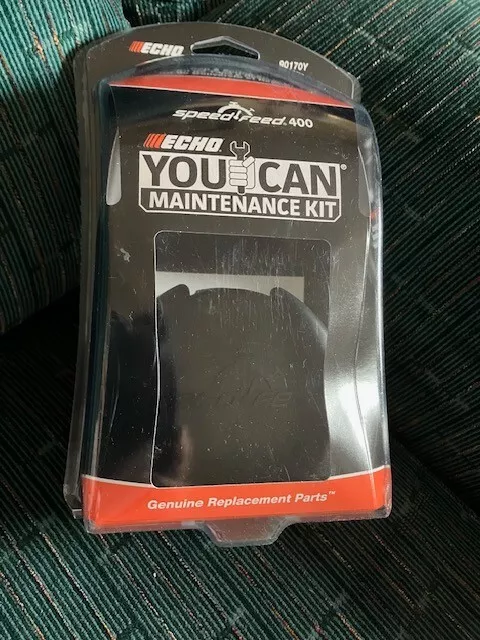 ECHO
90170Y
speed feed 400
ECHO
YOU CAN®
MAINTENANCE KIT
Genuine Replacement Parts™